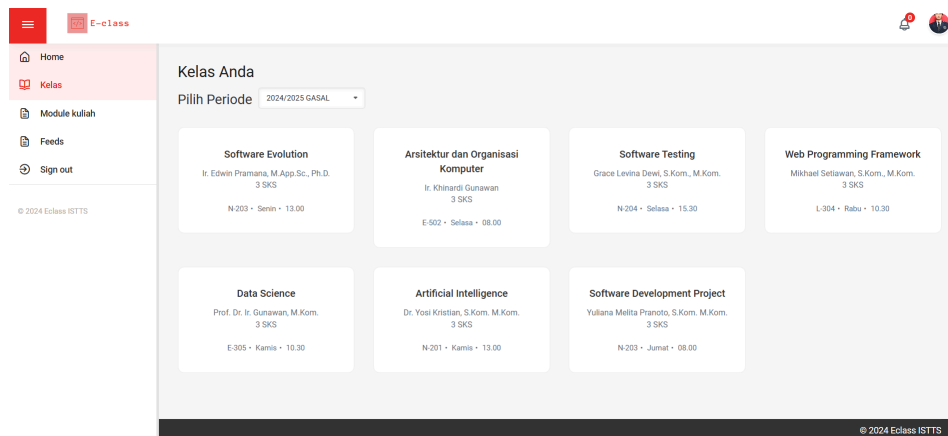 E-class
0
Home
Kelas
Module kuliah
Feeds
Sign out
© 2024 Eclass ISTTS
Kelas Anda
Pilih Periode 2024/2025 GASAL
Software Evolution
Ir. Edwin Pramana, M.App.Sc., Ph.D.
3 SKS
N-203 • Senin • 13.00
Arsitektur dan Organisasi
Komputer
Ir. Khinardi Gunawan
3 SKS
E-502 • Selasa • 08.00
Software Testing
Grace Levina Dewi, S.Kom., M.Kom.
3 SKS
N-204 • Selasa • 15.30
Web Programming Framework
Mikhael Setiawan, S.Kom., M.Kom.
3 SKS
L-304 • Rabu • 10.30
Data Science
Prof. Dr. Ir. Gunawan, M.Kom.
3 SKS
E-305 • Kamis • 10.30
Artificial Intelligence
Dr. Yosi Kristian, S.Kom. M.Kom.
3 SKS
N-201 • Kamis • 13.00
Software Development Project
Yuliana Melita Pranoto, S.Kom. M.Kom.
3 SKS
N-203 • Jumat • 08.00
© 2024 Eclass ISTTS